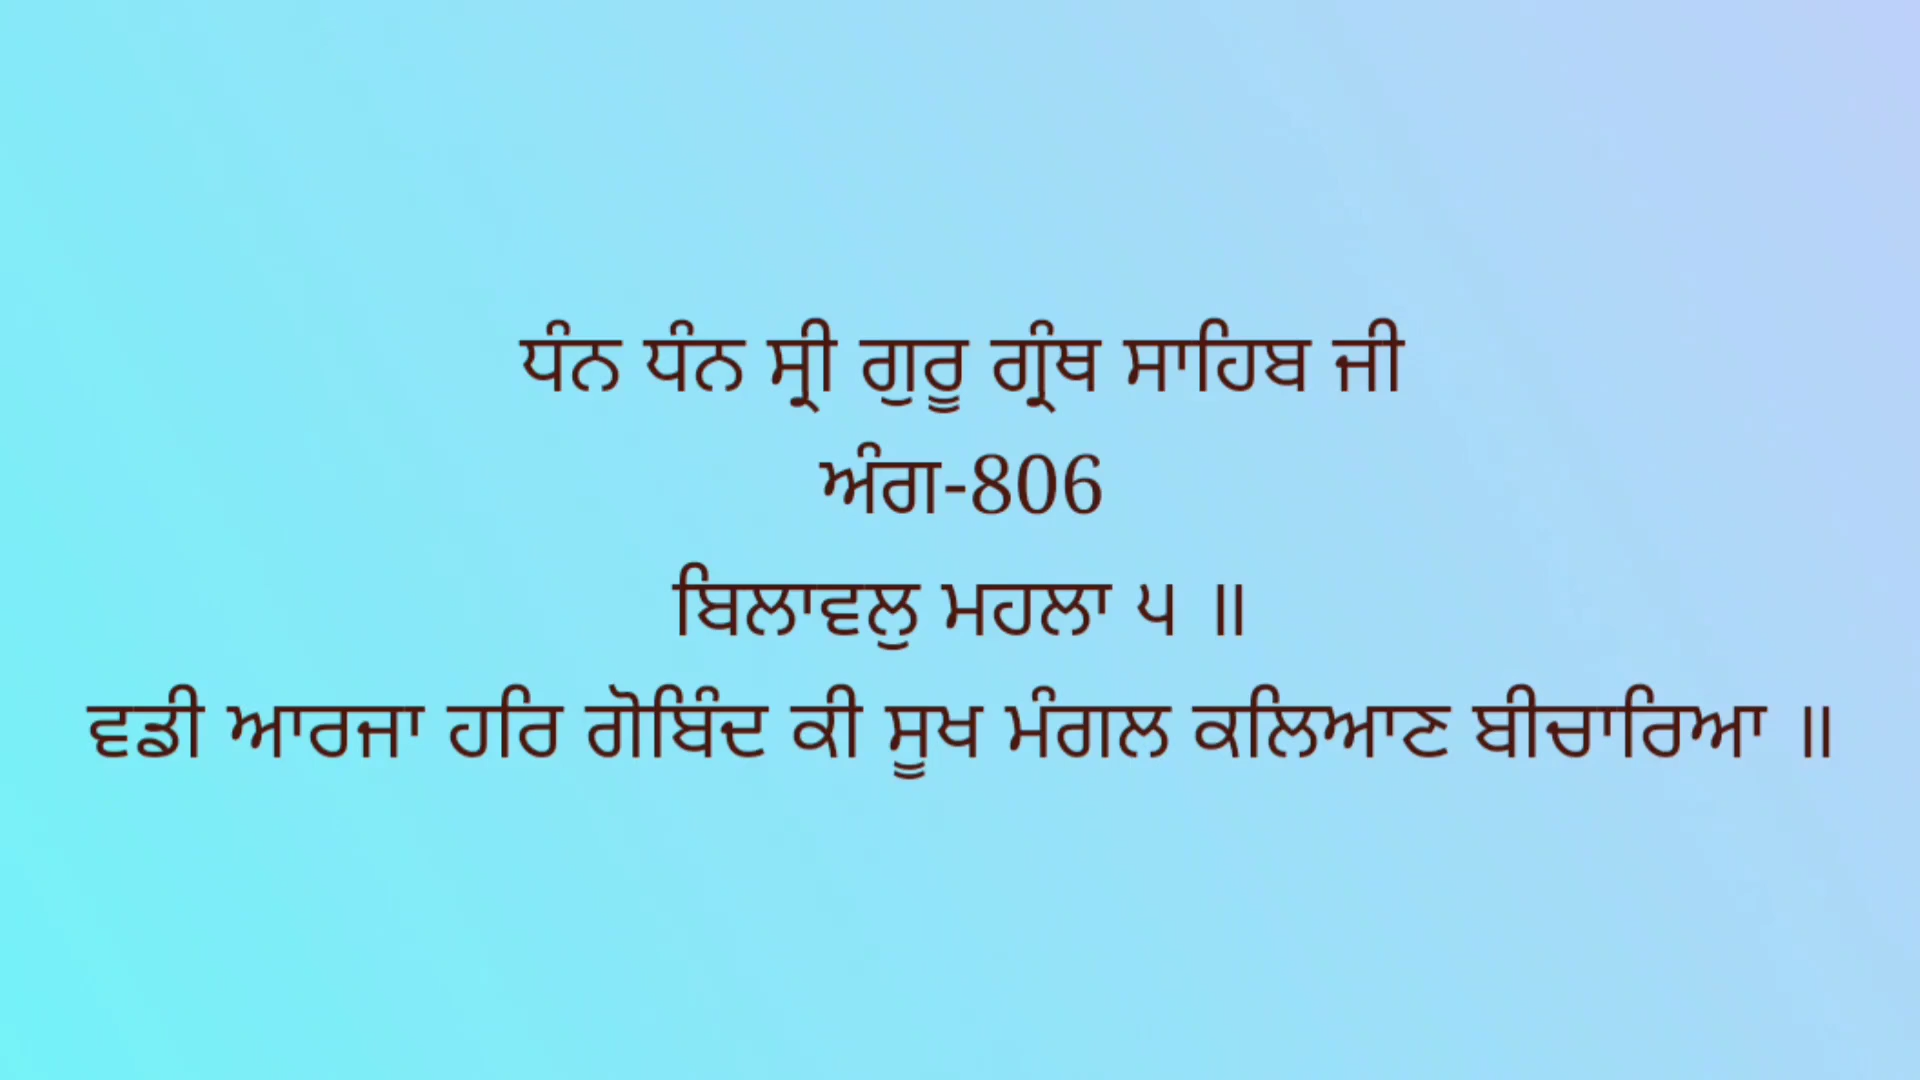 ਧੰਨ ਧੰਨ ਸ੍ਰੀ ਗੁਰੂ ਗ੍ਰੰਥ ਸਾਹਿਬ ਜੀ
ਅੰਗ-806
ਬਿਲਾਵਲੁ ਮਹਲਾ ੫ ॥
ਵਡੀ ਆਰਜਾ ਹਰਿ ਗੋਬਿੰਦ ਕੀ ਸੂਖ ਮੰਗਲ ਕਲਿਆਣ ਬੀਚਾਰਿਆ ॥